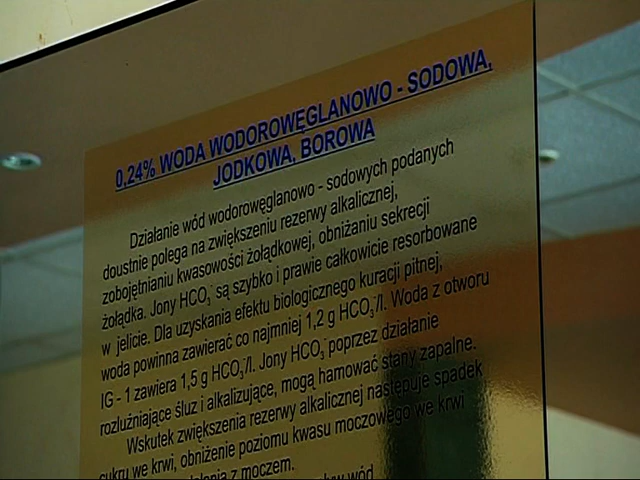 0,24% WODA WODOROWĘGLANOWO - SODOWA,
JODKOWA, BOROWA
Działanie wód wodorowęglanowo - sodowych podanych
doustnie polega na zwiększeniu rezerwy alkalicznej,
zobojętnianiu kwasowości żołądkowej, obniżaniu sekrecji
żołądka. Jony HCO₃⁻ są szybko i prawie całkowicie resorbowane
w jelicie. Dla uzyskania efektu biologicznego kuracji pitnej,
woda powinna zawierać co najmniej 1,2 g HCO₃⁻/l. Woda z otworu
IG - 1 zawiera 1,5 g HCO₃⁻/l. Jony HCO₃⁻ poprzez działanie
rozluźniające śluz i alkalizujące, mogą hamować stany zapalne.
Wskutek zwiększenia rezerwy alkalicznej następuje spadek
cukru we krwi, obniżenie poziomu kwasu moczowego we krwi
z moczem.
wód